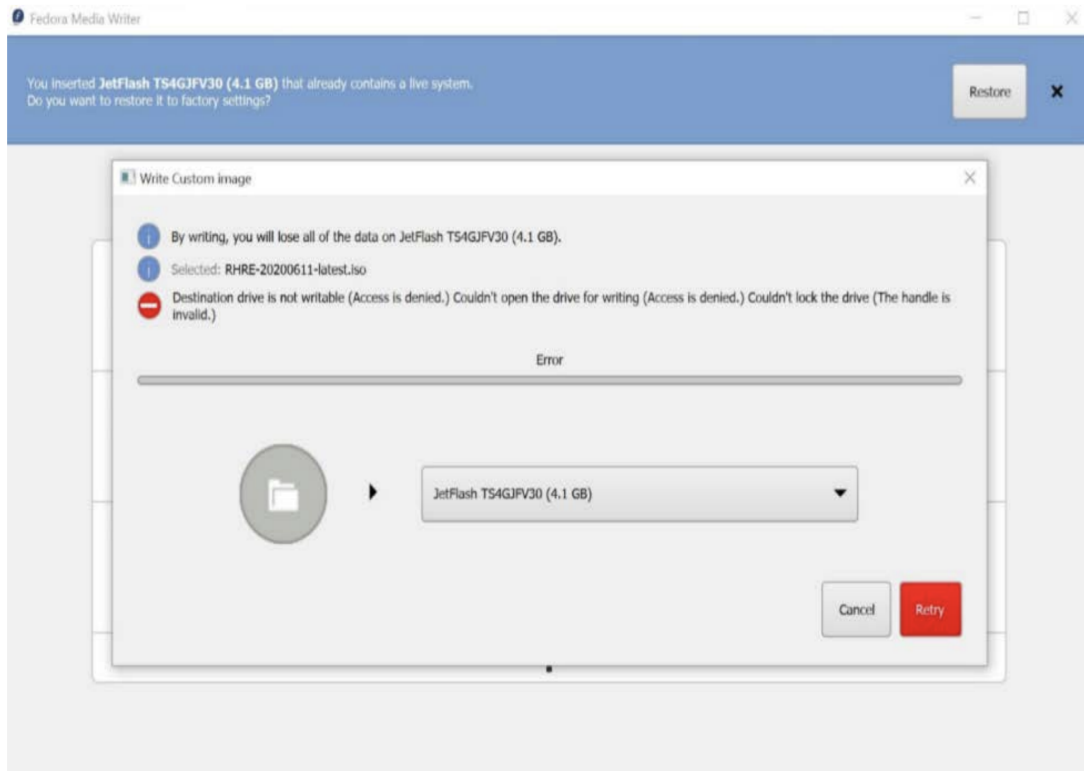 Fedora Media Writer
You inserted JetFlash TS4GJFV30 (4.1 GB) that already contains a live system.
Do you want to restore it to factory settings?
Restore
Write Custom image
By writing, you will lose all of the data on JetFlash TS4GJFV30 (4.1 GB).
Selected: RHRE-20200611-latest.iso
Destination drive is not writable (Access is denied.) Couldn't open the drive for writing (Access is denied.) Couldn't lock the drive (The handle is
invalid.)
Error
JetFlash TS4GJFV30 (4.1 GB)
Cancel
Retry